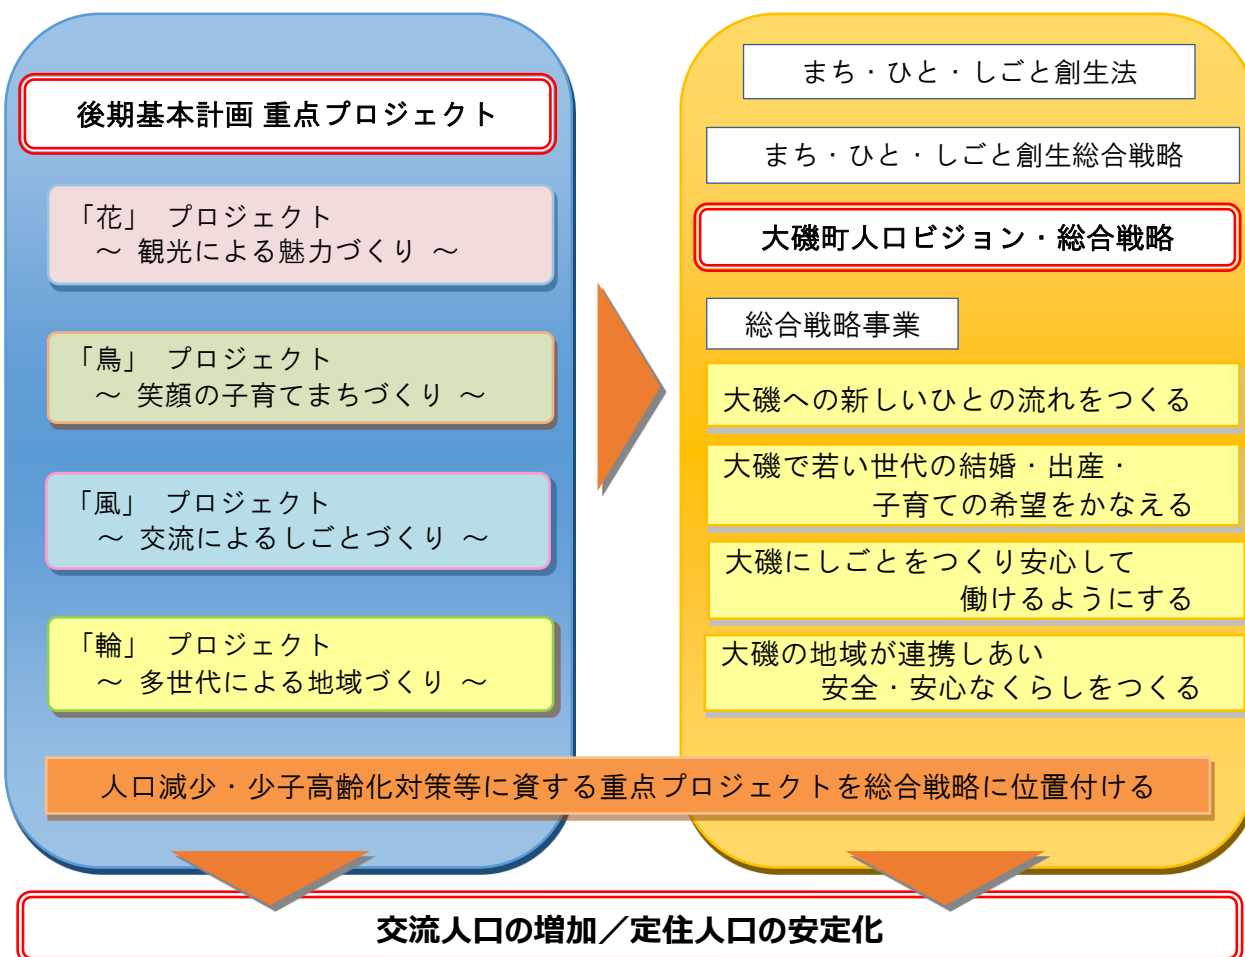 後期基本計画 重点プロジェクト
「花」 プロジェクト
～ 観光による魅力づくり ～
「鳥」 プロジェクト
～ 笑顔の子育てまちづくり ～
「風」 プロジェクト
～ 交流によるしごとづくり ～
「輪」 プロジェクト
～ 多世代による地域づくり ～
まち・ひと・しごと創生法
まち・ひと・しごと創生総合戦略
大磯町人口ビジョン・総合戦略
総合戦略事業
大磯への新しいひとの流れをつくる
大磯で若い世代の結婚・出産・
子育ての希望をかなえる
大磯にしごとをつくり安心して
働けるようにする
大磯の地域が連携しあい
安全・安心なくらしをつくる
人口減少・少子高齢化対策等に資する重点プロジェクトを総合戦略に位置付ける
交流人口の増加／定住人口の安定化